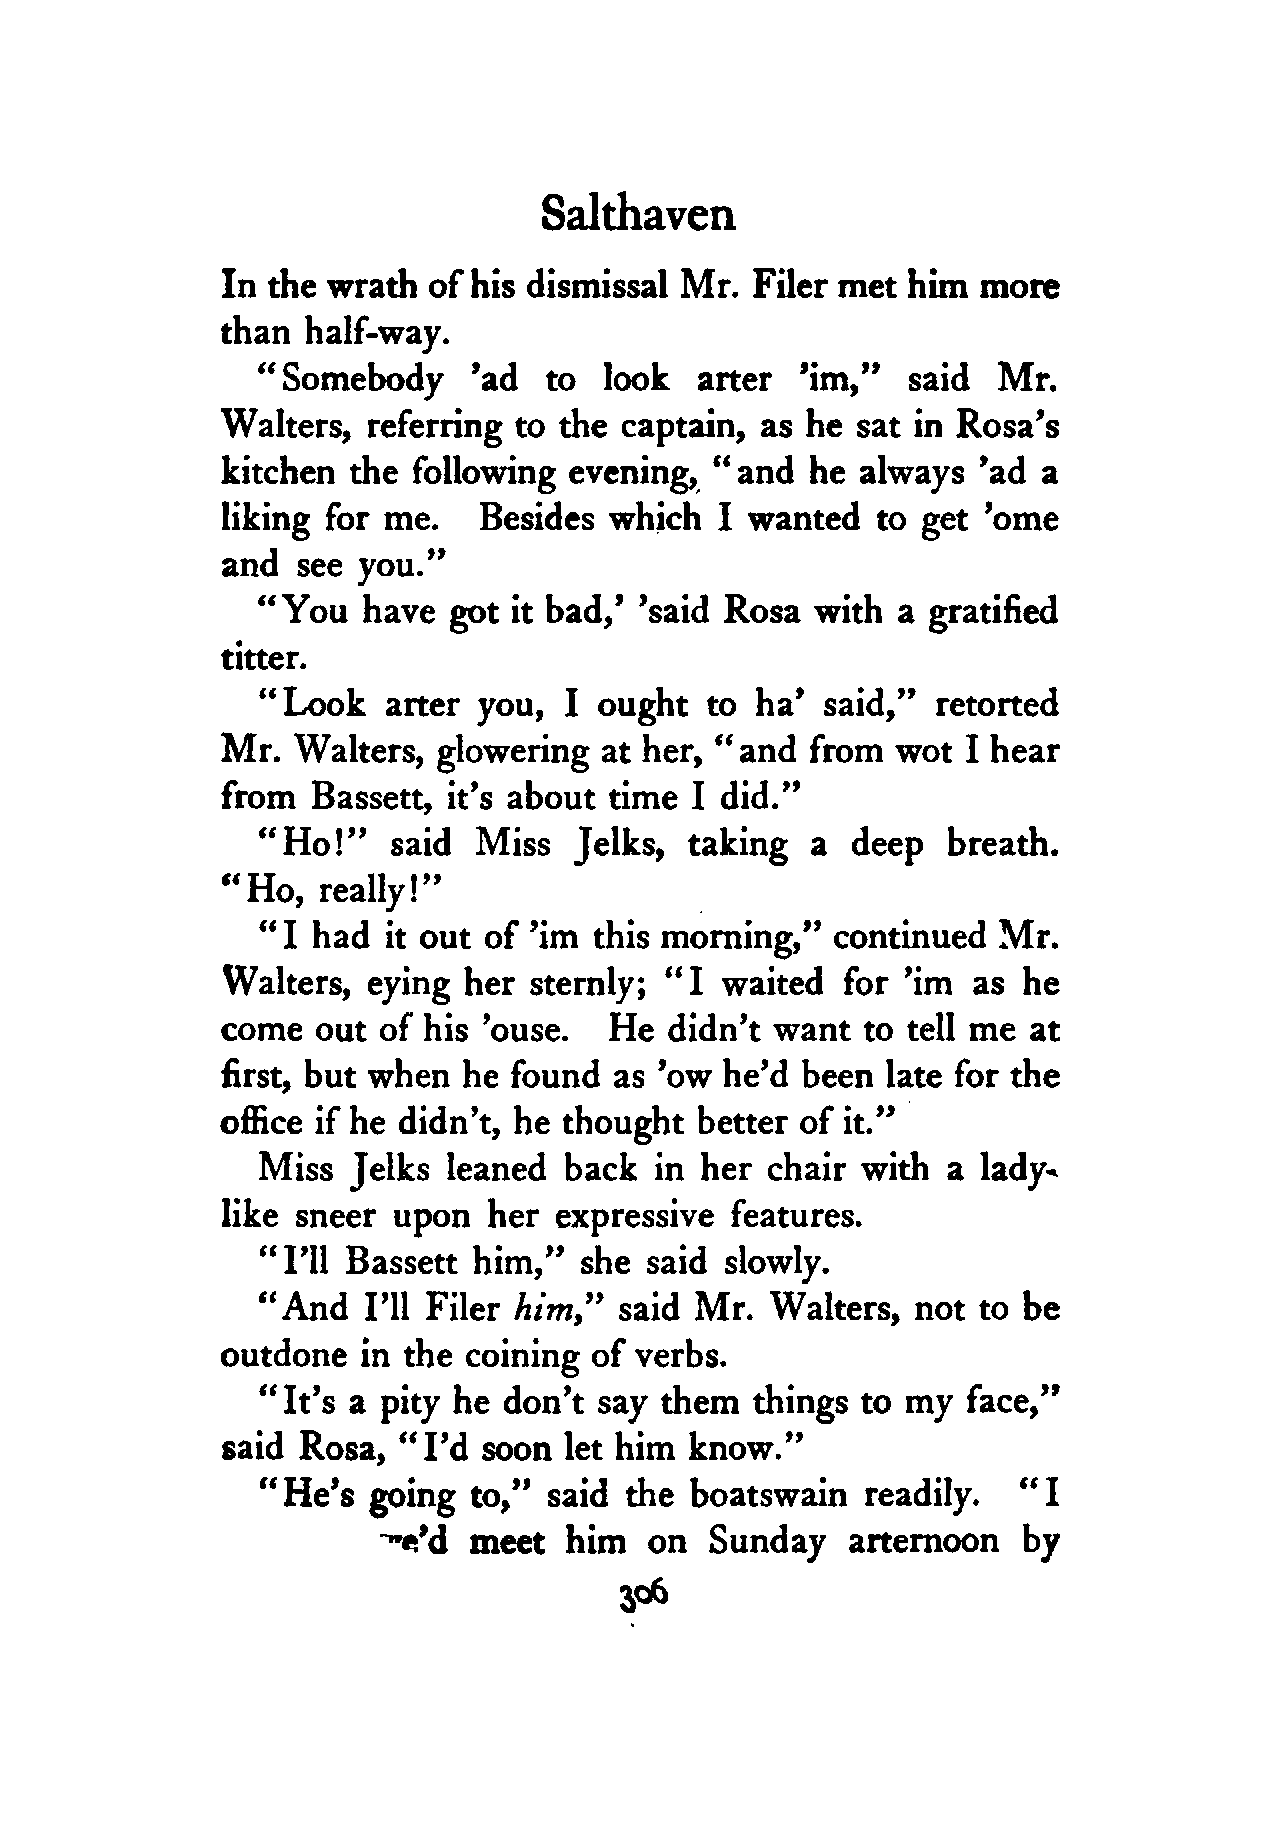 Salthaven
In the wrath of his dismissal Mr. Filer met him more
than half-way.
"Somebody 'ad to look arter 'im," said Mr.
Walters, referring to the captain, as he sat in Rosa's
kitchen the following evening, "and he always 'ad a
liking for me. Besides which I wanted to get 'ome
and see you."
"You have got it bad,' 'said Rosa with a gratified
titter.
"Look arter you, I ought to ha' said," retorted
Mr. Walters, glowering at her, "and from wot I hear
from Bassett, it's about time I did."
"Ho!" said Miss Jelks, taking a deep breath.
"Ho, really!"
"I had it out of 'im this morning," continued Mr.
Walters, eying her sternly; "I waited for 'im as he
come out of his 'ouse. He didn't want to tell me at
first, but when he found as 'ow he'd been late for the
office if he didn't, he thought better of it."
Miss Jelks leaned back in her chair with a lady-
like sneer upon her expressive features.
"I'll Bassett him," she said slowly.
"And I'll Filer him," said Mr. Walters, not to be
outdone in the coining of verbs.
"It's a pity he don't say them things to my face,"
said Rosa, "I'd soon let him know."
"He's going to," said the boatswain readily. "I
meet him on Sunday arternoon by
306